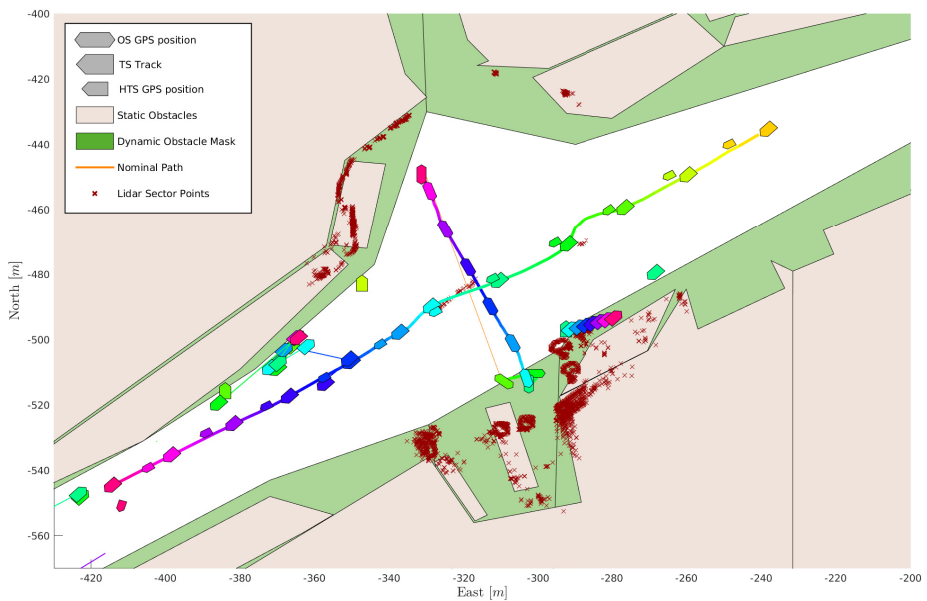 -400
-420
-440
-460
-480
-500
-520
-540
-560
North [m]
OS GPS position
TS Track
HTS GPS position
Static Obstacles
Dynamic Obstacle Mask
Nominal Path
Lidar Sector Points
-420 -400 -380 -360 -340 -320 -300 -280 -260 -240 -220 -200
East [m]